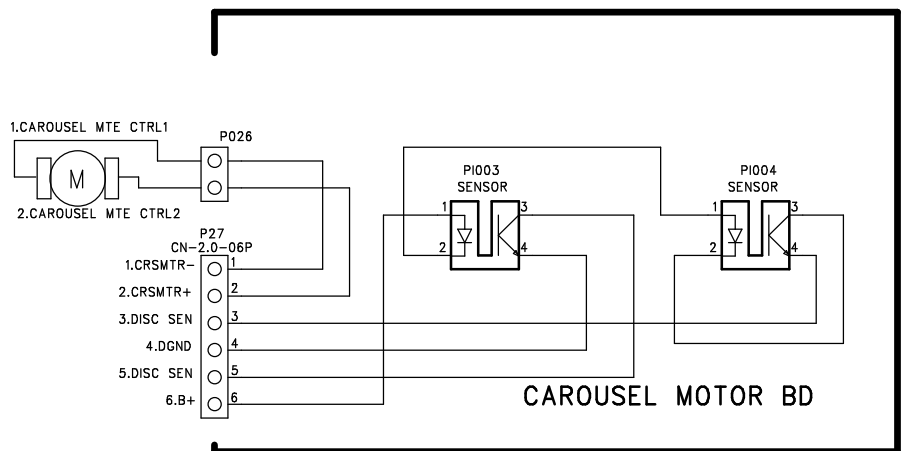 1.CAROUSEL MTE CTRL1
P026
M
2.CAROUSEL MTE CTRL2
PI003
SENSOR
1
2
3
4
PI004
SENSOR
1
2
3
4
P27
CN-2.0-06P
1.CRSMTR- 1
2.CRSMTR+ 2
3.DISC SEN 3
4.DGND 4
5.DISC SEN 5
6.B+ 6
CAROUSEL MOTOR BD